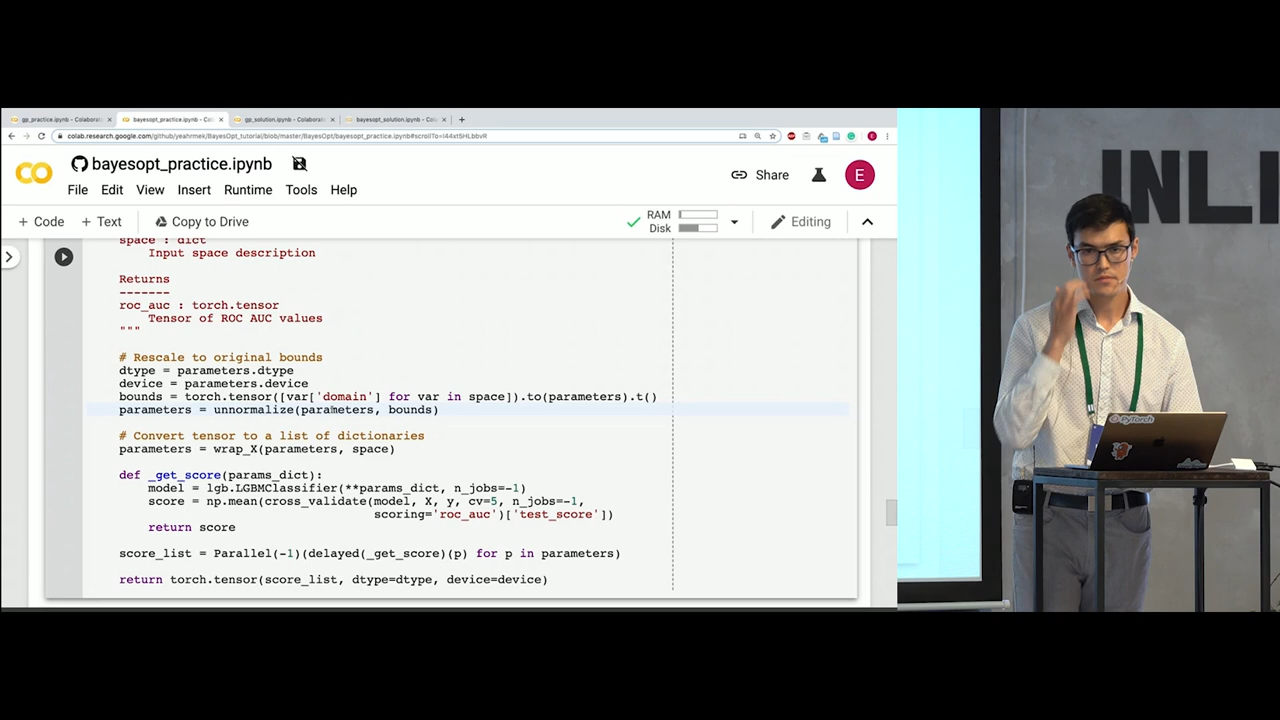 gp_practice.ipynb - Colaborat
bayesopt_practice.ipynb - Col
gp_solution.ipynb - Colaborat
bayesopt_solution.ipynb - Col
colab.research.google.com/github/yeahrmek/BayesOpt_tutorial/blob/master/BayesOpt/bayesopt_practice.ipynb#scrollTo=l44xt5HLbbvR
bayesopt_practice.ipynb
Share
E
File Edit View Insert Runtime Tools Help
+ Code + Text Copy to Drive
RAM
Disk
Editing
space : dict
Input space description
Returns
-------
roc_auc : torch.tensor
Tensor of ROC AUC values
"""
# Rescale to original bounds
dtype = parameters.dtype
device = parameters.device
bounds = torch.tensor([var['domain'] for var in space]).to(parameters).t()
parameters = unnormalize(parameters, bounds)
# Convert tensor to a list of dictionaries
parameters = wrap_X(parameters, space)
def _get_score(params_dict):
model = lgb.LGBMClassifier(**params_dict, n_jobs=-1)
score = np.mean(cross_validate(model, X, y, cv=5, n_jobs=-1,
scoring='roc_auc')['test_score'])
return score
score_list = Parallel(-1)(delayed(_get_score)(p) for p in parameters)
return torch.tensor(score_list, dtype=dtype, device=device)
INLI
PyTorch